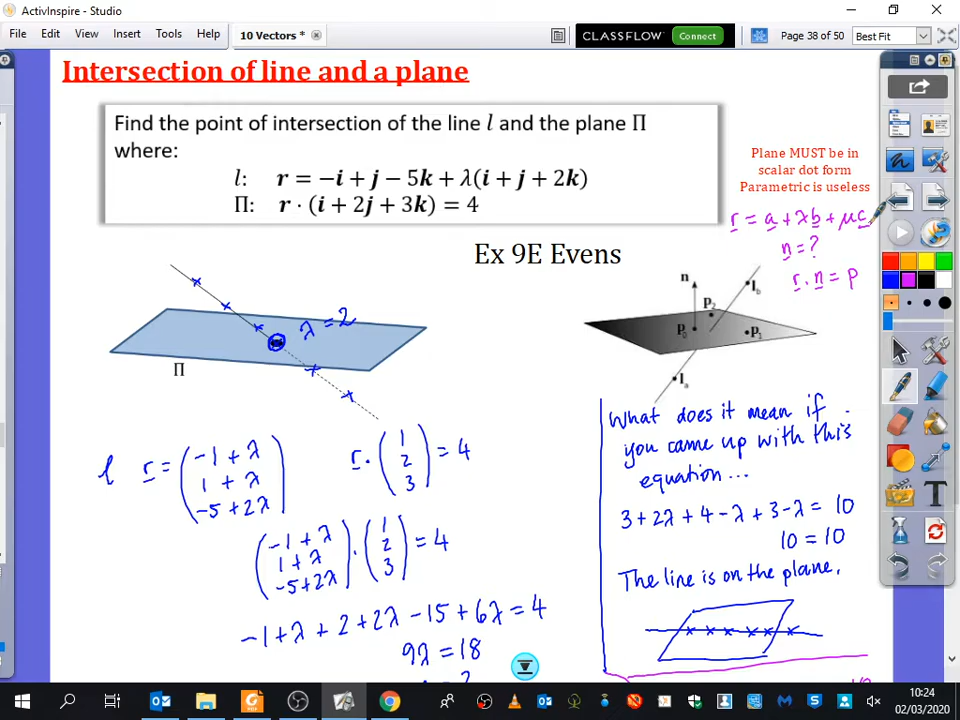 ActivInspire - Studio
File Edit View Insert Tools Help
10 Vectors *
CLASSFLOW Connect
Page 38 of 50
Best Fit
Intersection of line and a plane
Find the point of intersection of the line l and the plane Π
where:
l: r = −i + j − 5k + λ(i + j + 2k)
Π: r · (i + 2j + 3k) = 4
Plane MUST be in
scalar dot form
Parametric is useless
r = a + λb + μc
n = ?
r . n = p
Ex 9E Evens
λ = 2
Π
n
l_b
p_2
p_0
p_1
l_a
l r = ( −1 + λ
1 + λ
−5 + 2λ )
r . ( 1
2
3 ) = 4
( −1 + λ
1 + λ
−5 + 2λ ) . ( 1
2
3 ) = 4
−1 + λ + 2 + 2λ − 15 + 6λ = 4
9λ = 18
What does it mean if
you came up with this
equation ...
3 + 2λ + 4 − λ + 3 − λ = 10
10 = 10
The line is on the plane.
10:24
02/03/2020